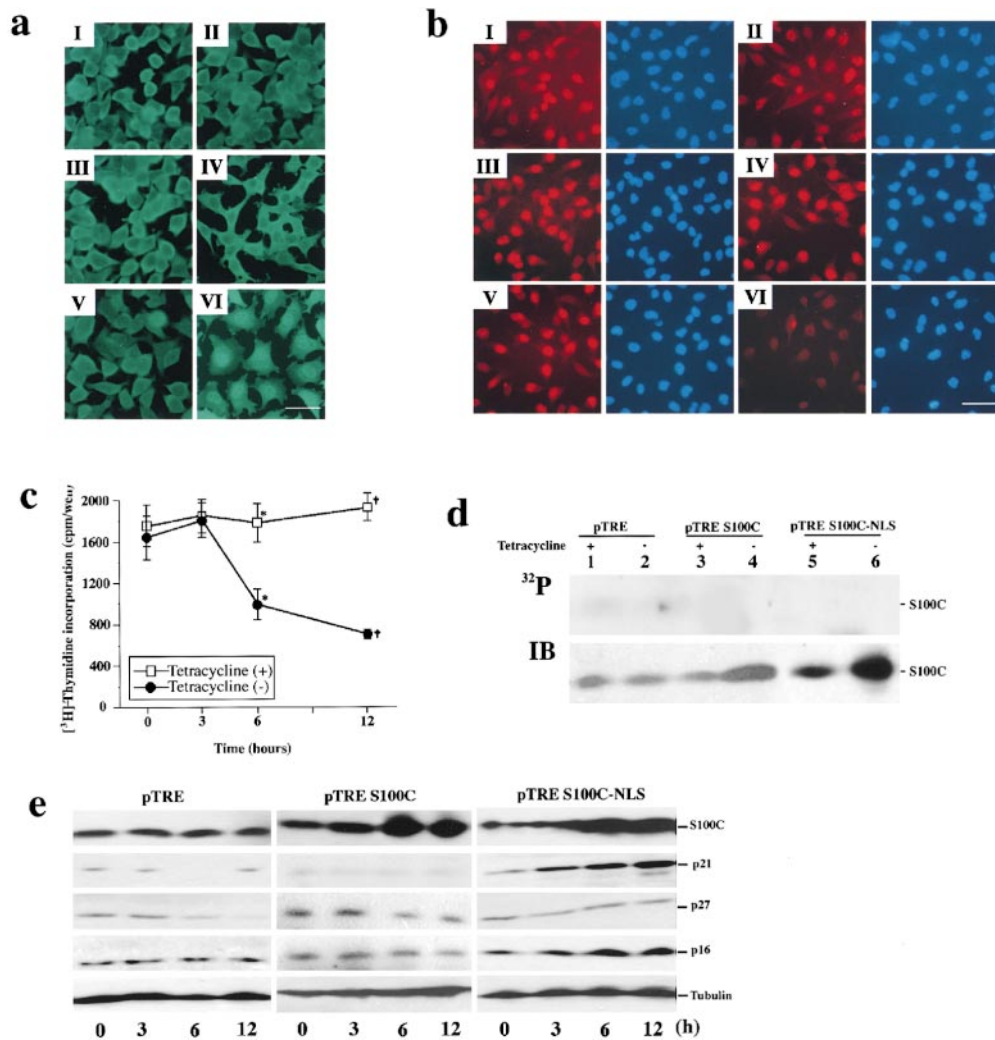 a
b
I
II
III
IV
V
VI
I
II
III
IV
V
VI
c
[³H]-Thymidine incorporation (cpm/well)
2000
1600
1200
800
400
0
*
†
*
†
Tetracycline (+)
Tetracycline (-)
0 3 6 12
Time (hours)
d
pTRE pTRE S100C pTRE S100C-NLS
Tetracycline + - + - + -
1 2 3 4 5 6
³²P
S100C
IB
S100C
e
pTRE pTRE S100C pTRE S100C-NLS
S100C
p21
p27
p16
Tubulin
0 3 6 12 0 3 6 12 0 3 6 12 (h)